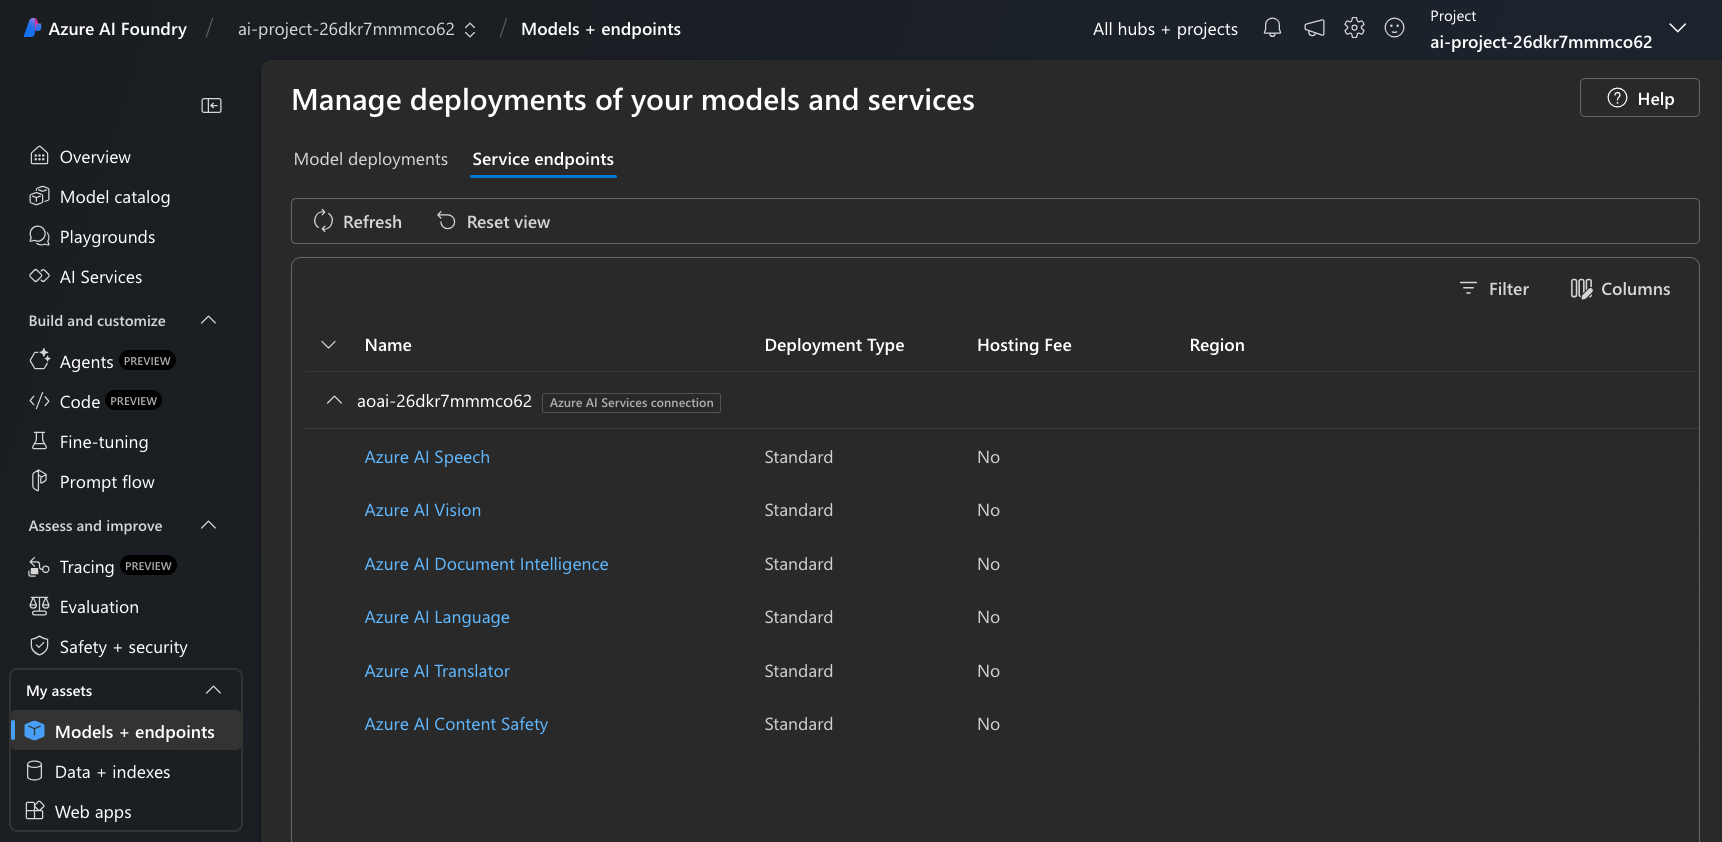 Azure AI Foundry / ai-project-26dkr7mmmco62 / Models + endpoints
All hubs + projects
Project
ai-project-26dkr7mmmco62
Overview
Model catalog
Playgrounds
AI Services
Build and customize
Agents PREVIEW
Code PREVIEW
Fine-tuning
Prompt flow
Assess and improve
Tracing PREVIEW
Evaluation
Safety + security
My assets
Models + endpoints
Data + indexes
Web apps
Manage deployments of your models and services
Help
Model deployments Service endpoints
Refresh Reset view
Filter Columns
Name Deployment Type Hosting Fee Region
aoai-26dkr7mmmco62 Azure AI Services connection
Azure AI Speech Standard No
Azure AI Vision Standard No
Azure AI Document Intelligence Standard No
Azure AI Language Standard No
Azure AI Translator Standard No
Azure AI Content Safety Standard No